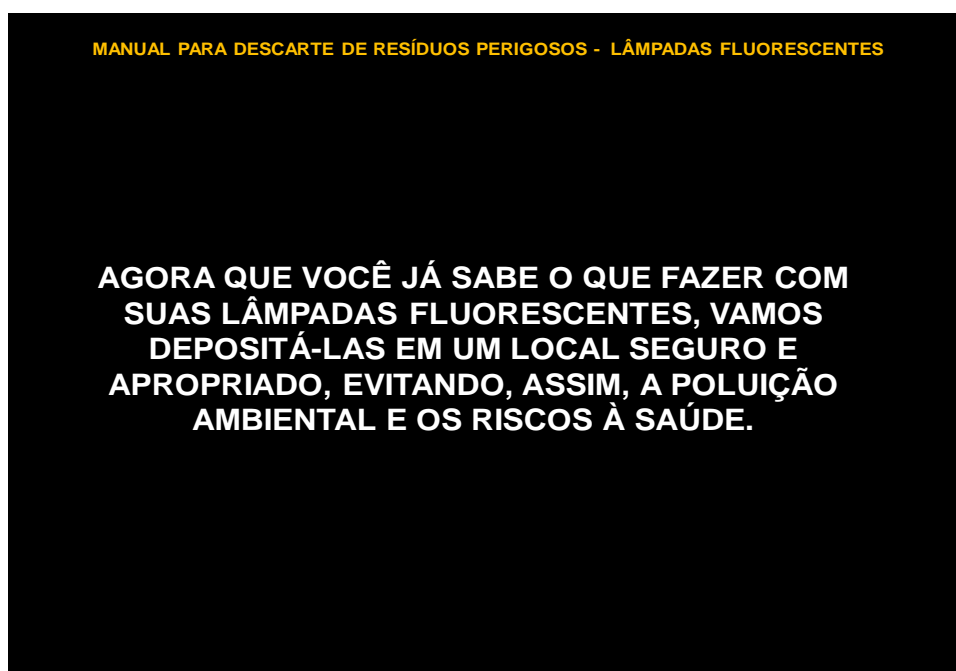 MANUAL PARA DESCARTE DE RESÍDUOS PERIGOSOS - LÂMPADAS FLUORESCENTES
AGORA QUE VOCÊ JÁ SABE O QUE FAZER COM
SUAS LÂMPADAS FLUORESCENTES, VAMOS
DEPOSITÁ-LAS EM UM LOCAL SEGURO E
APROPRIADO, EVITANDO, ASSIM, A POLUIÇÃO
AMBIENTAL E OS RISCOS À SAÚDE.